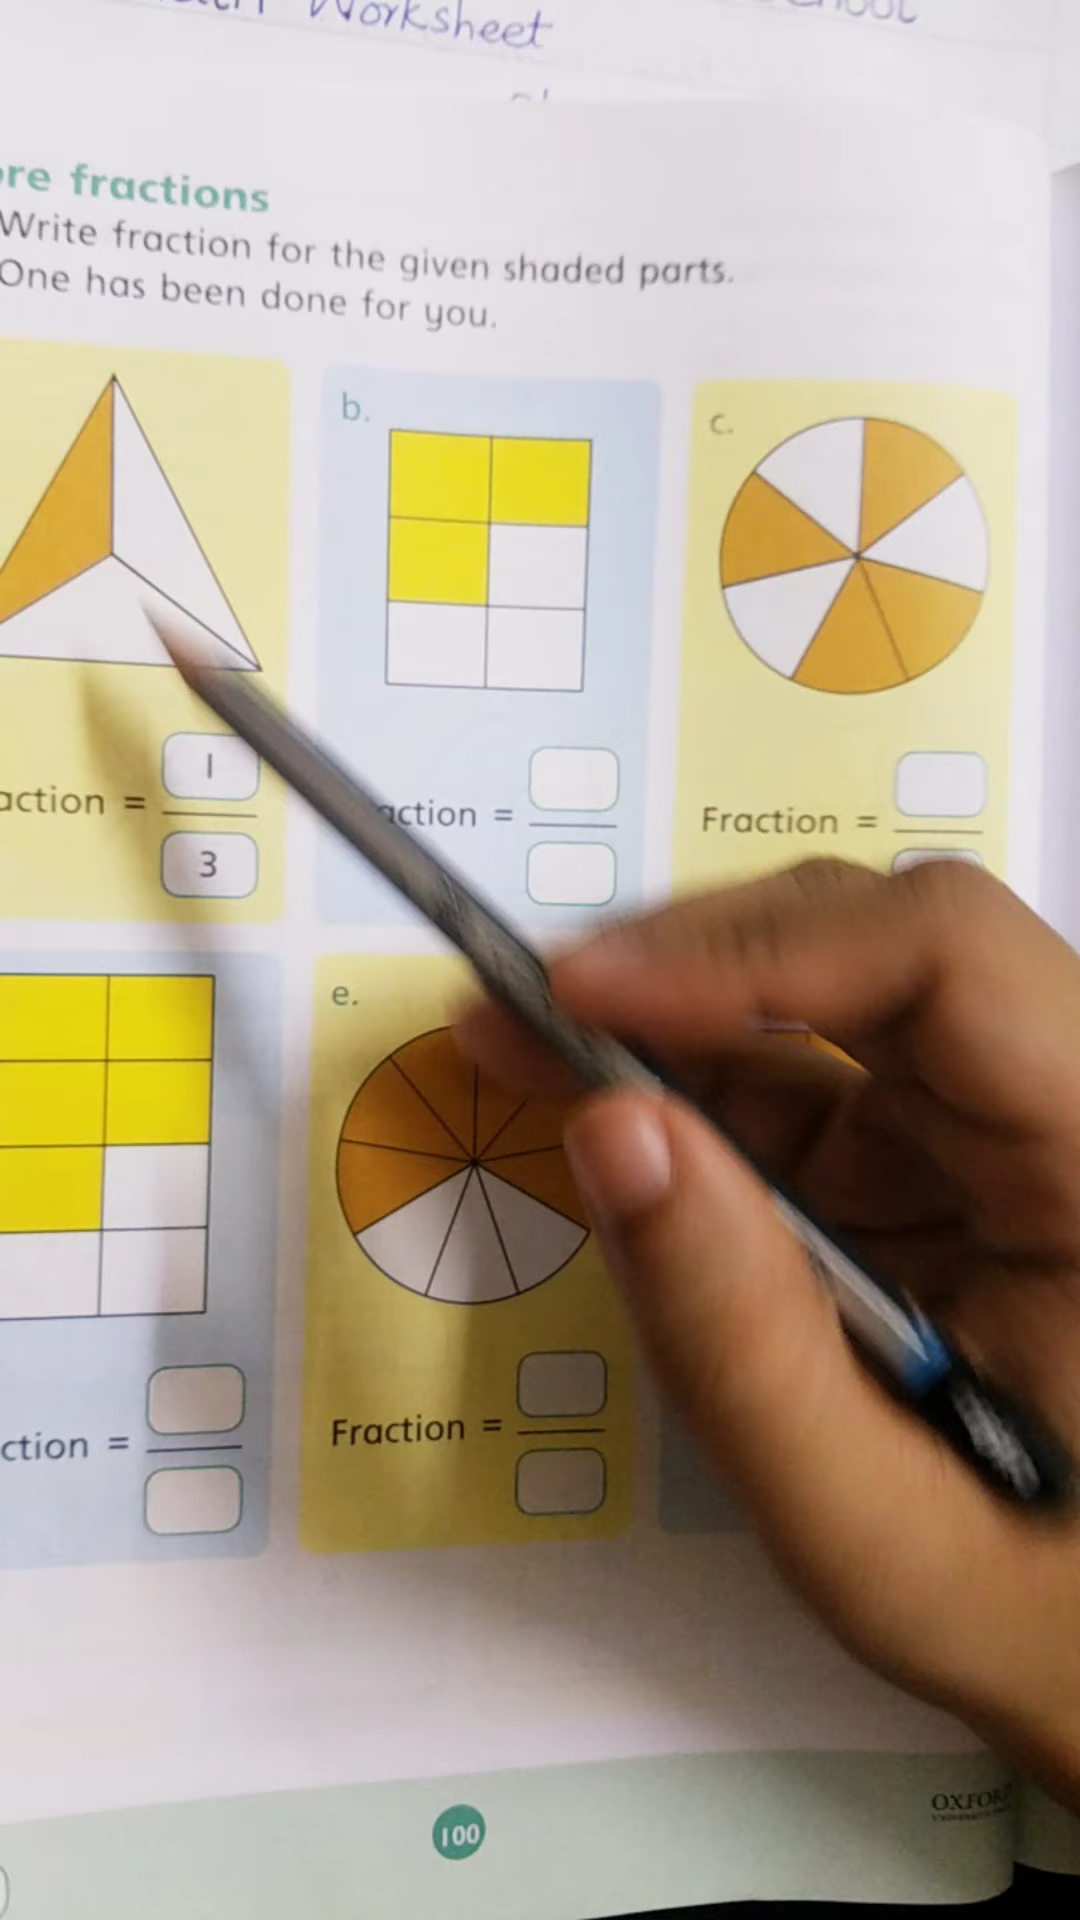 Worksheet
re fractions
Write fraction for the given shaded parts.
One has been done for you.
b.
c.
action = 1
3
ction =
Fraction =
e.
ction =
Fraction =
100
OXFOR